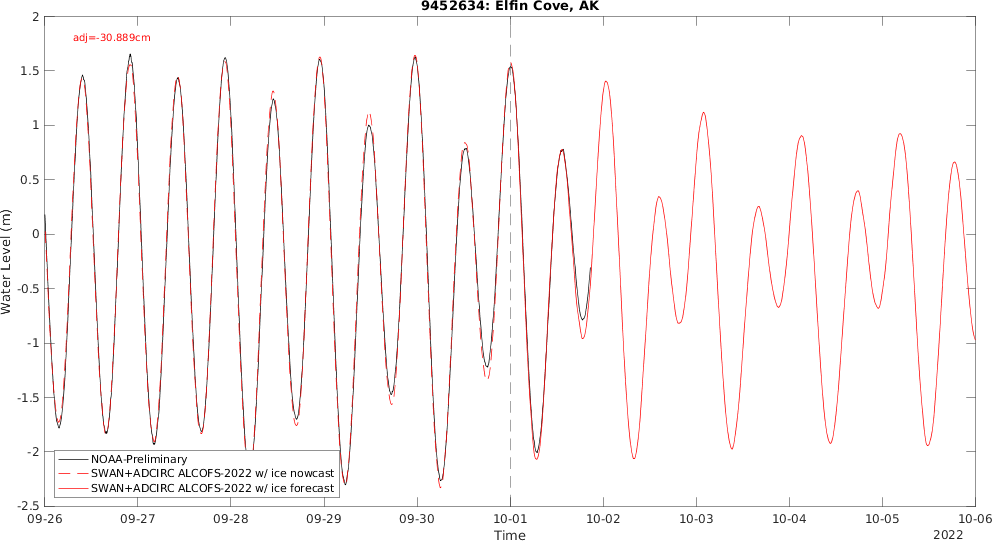 9452634: Elfin Cove, AK
adj=-30.889cm
Water Level (m)
2
1.5
1
0.5
0
-0.5
-1
-1.5
-2
-2.5
NOAA-Preliminary
SWAN+ADCIRC ALCOFS-2022 w/ ice nowcast
SWAN+ADCIRC ALCOFS-2022 w/ ice forecast
09-26 09-27 09-28 09-29 09-30 10-01 10-02 10-03 10-04 10-05 10-06
Time
2022